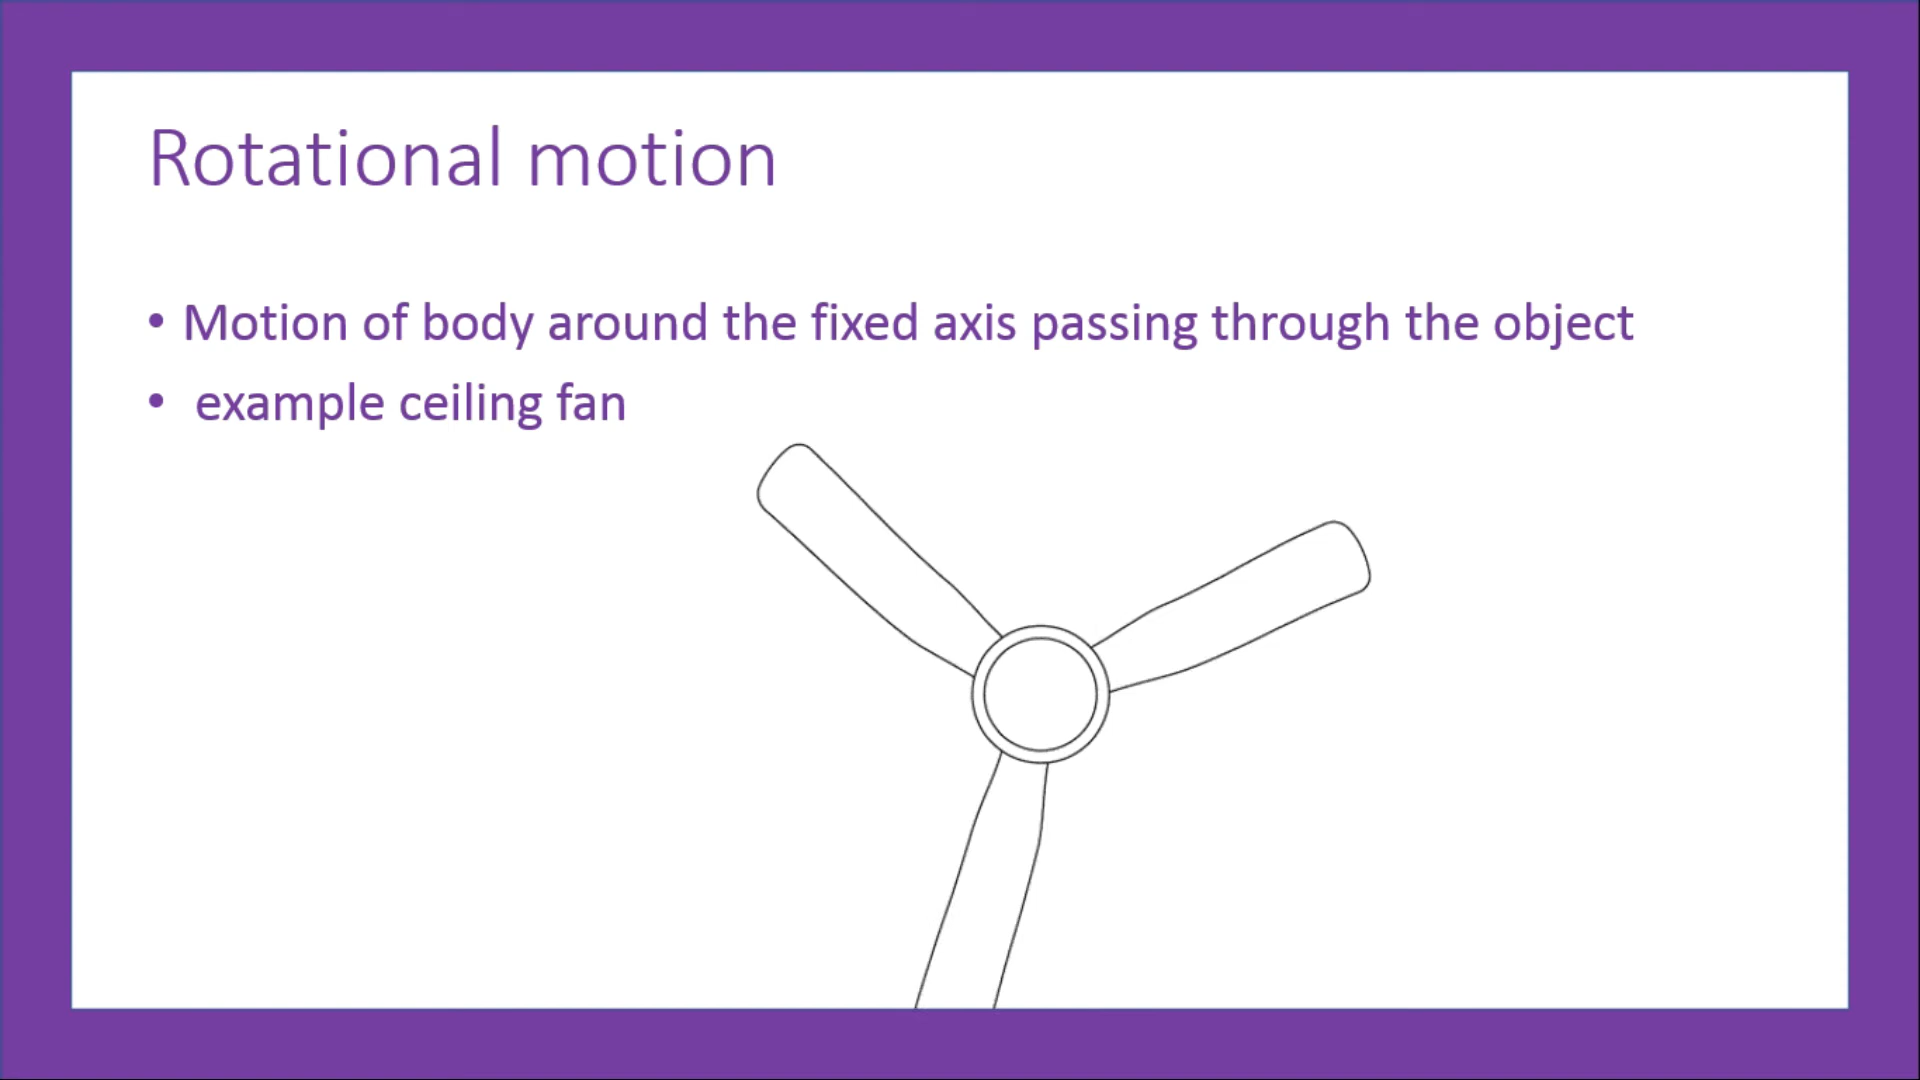 Rotational motion
• Motion of body around the fixed axis passing through the object
• example ceiling fan